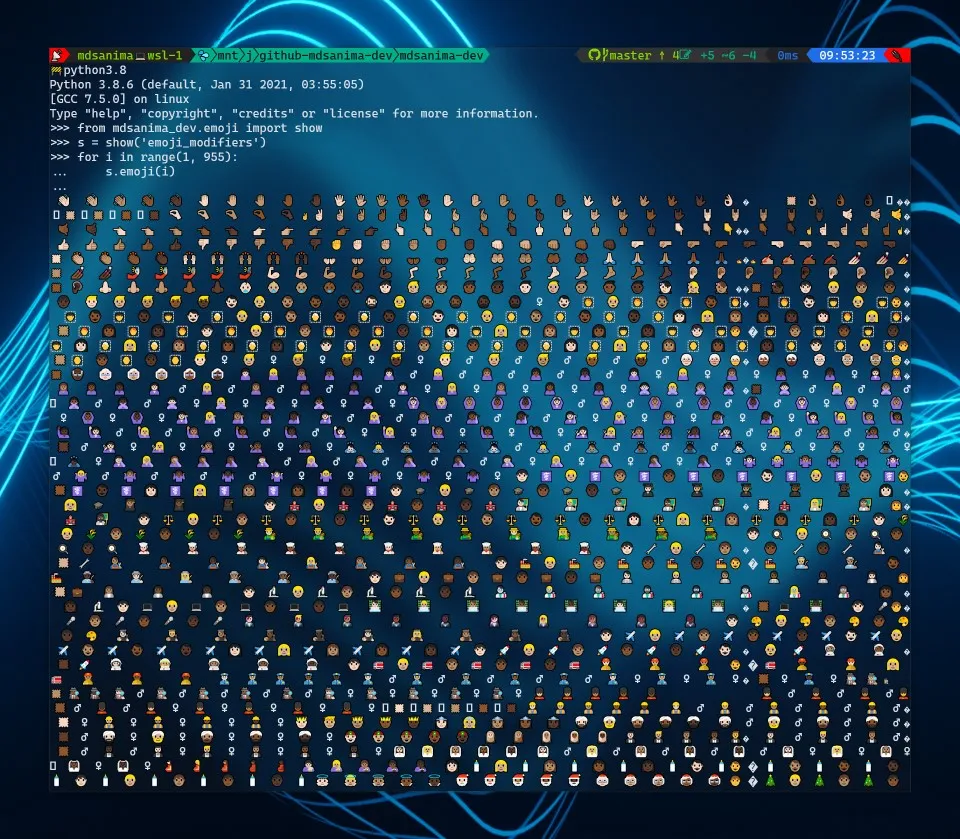 mdsanima wsl-1 mnt j github-mdsanima-dev mdsanima-dev master ↑ 4 +5 −6 −4 0ms 09:53:23
python3.8
Python 3.8.6 (default, Jan 31 2021, 03:55:05)
[GCC 7.5.0] on linux
Type "help", "copyright", "credits" or "license" for more information.
>>> from mdsanima_dev.emoji import show
>>> s = show('emoji_modifiers')
>>> for i in range(1, 955):
...     s.emoji(i)
...